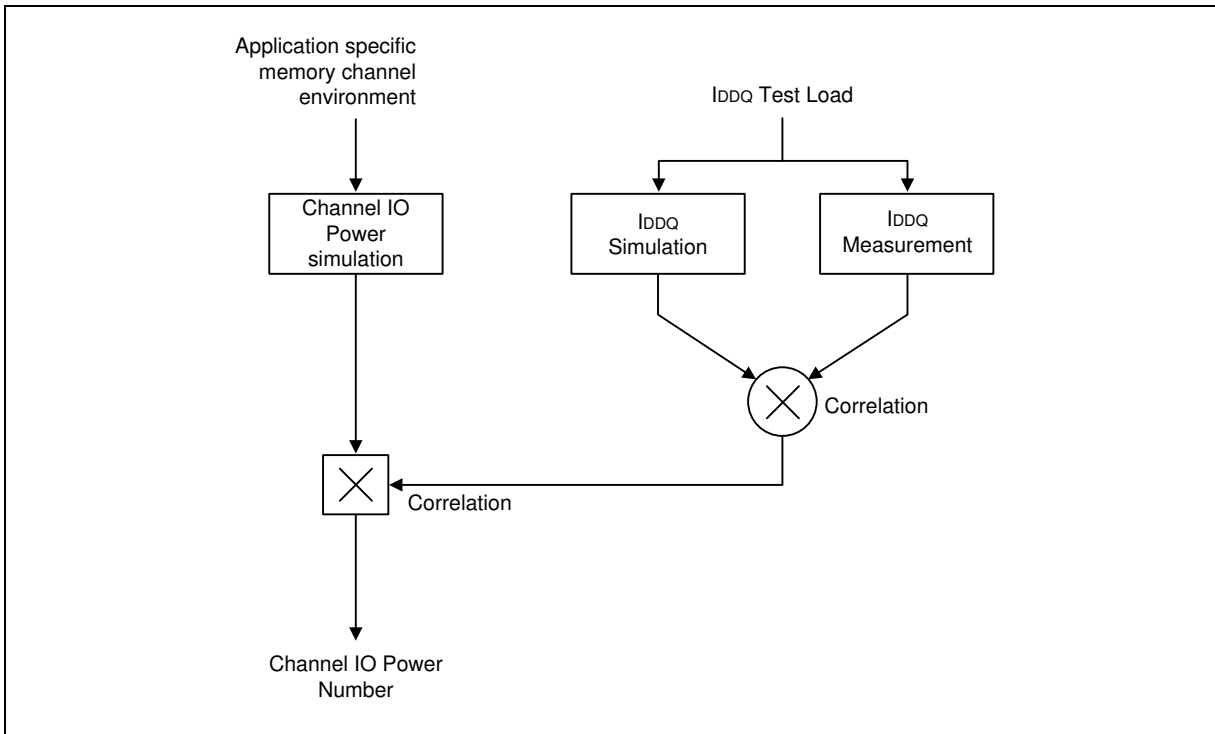 Application specific
memory channel
environment
IDDQ Test Load
Channel IO
Power
simulation
IDDQ
Simulation
IDDQ
Measurement
Correlation
Correlation
Channel IO Power
Number